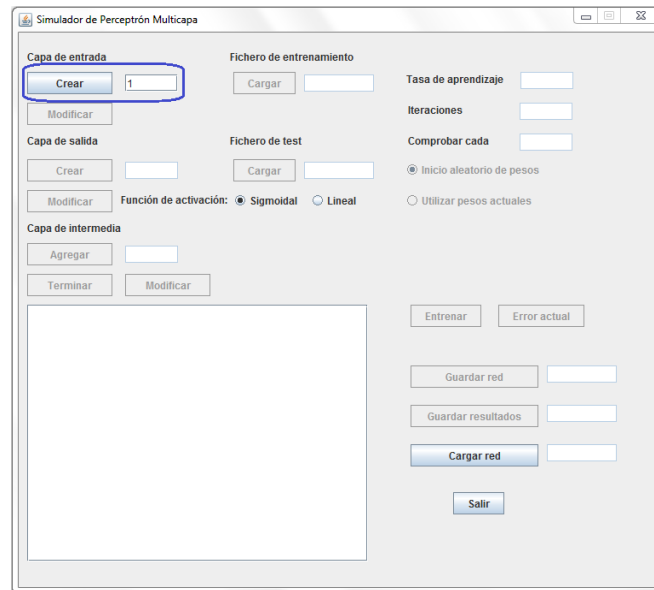 Simulador de Perceptrón Multicapa
Capa de entrada
Fichero de entrenamiento
Crear
1
Cargar
Tasa de aprendizaje
Modificar
Iteraciones
Capa de salida
Fichero de test
Comprobar cada
Crear
Cargar
Inicio aleatorio de pesos
Modificar
Función de activación:
Sigmoidal
Lineal
Utilizar pesos actuales
Capa de intermedia
Agregar
Terminar
Modificar
Entrenar
Error actual
Guardar red
Guardar resultados
Cargar red
Salir